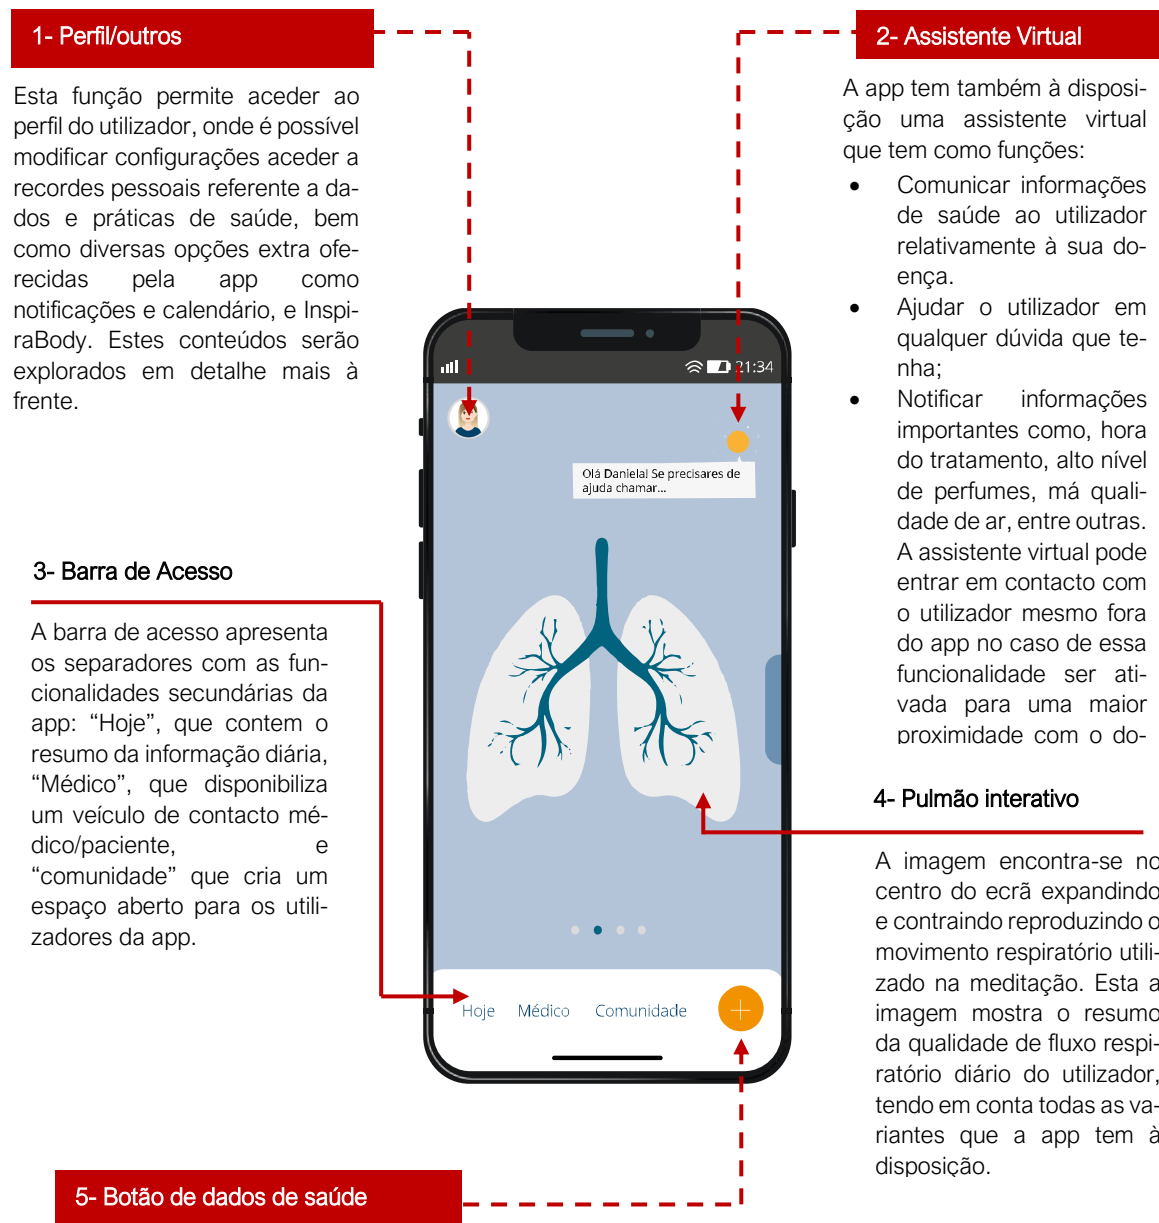 1- Perfil/outros
Esta função permite aceder ao
perfil do utilizador, onde é possível
modificar configurações aceder a
recordes pessoais referente a da-
dos e práticas de saúde, bem
como diversas opções extra ofe-
recidas pela app como
notificações e calendário, e Inspi-
raBody. Estes conteúdos serão
explorados em detalhe mais à
frente.
2- Assistente Virtual
A app tem também à disposi-
ção uma assistente virtual
que tem como funções:
• Comunicar informações
de saúde ao utilizador
relativamente à sua do-
ença.
• Ajudar o utilizador em
qualquer dúvida que te-
nha;
• Notificar informações
importantes como, hora
do tratamento, alto nível
de perfumes, má quali-
dade de ar, entre outras.
A assistente virtual pode
entrar em contacto com
o utilizador mesmo fora
do app no caso de essa
funcionalidade ser ati-
vada para uma maior
proximidade com o do-
21:34
Olá Daniela! Se precisares de
ajuda chamar...
3- Barra de Acesso
A barra de acesso apresenta
os separadores com as fun-
cionalidades secundárias da
app: “Hoje”, que contem o
resumo da informação diária,
“Médico”, que disponibiliza
um veículo de contacto mé-
dico/paciente, e
“comunidade” que cria um
espaço aberto para os utili-
zadores da app.
4- Pulmão interativo
A imagem encontra-se no
centro do ecrã expandindo
e contraindo reproduzindo o
movimento respiratório utili-
zado na meditação. Esta a
imagem mostra o resumo
da qualidade de fluxo respi-
ratório diário do utilizador,
tendo em conta todas as va-
riantes que a app tem à
disposição.
Hoje Médico Comunidade +
5- Botão de dados de saúde